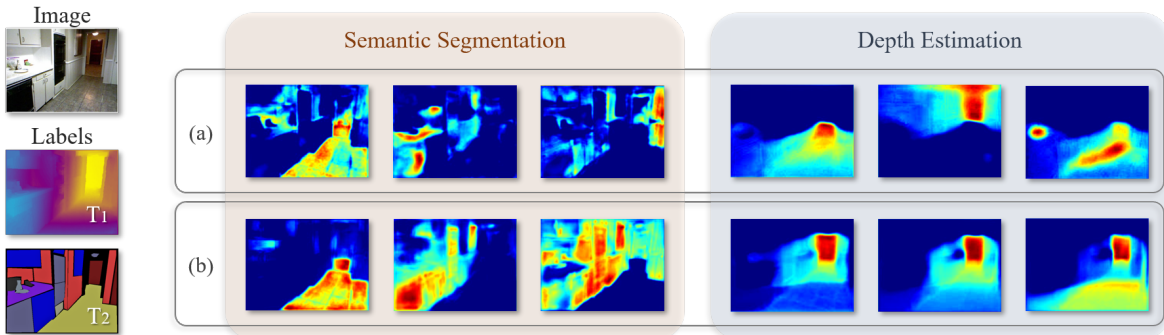 Image
Semantic Segmentation
Depth Estimation
(a)
Labels
T1
(b)
T2